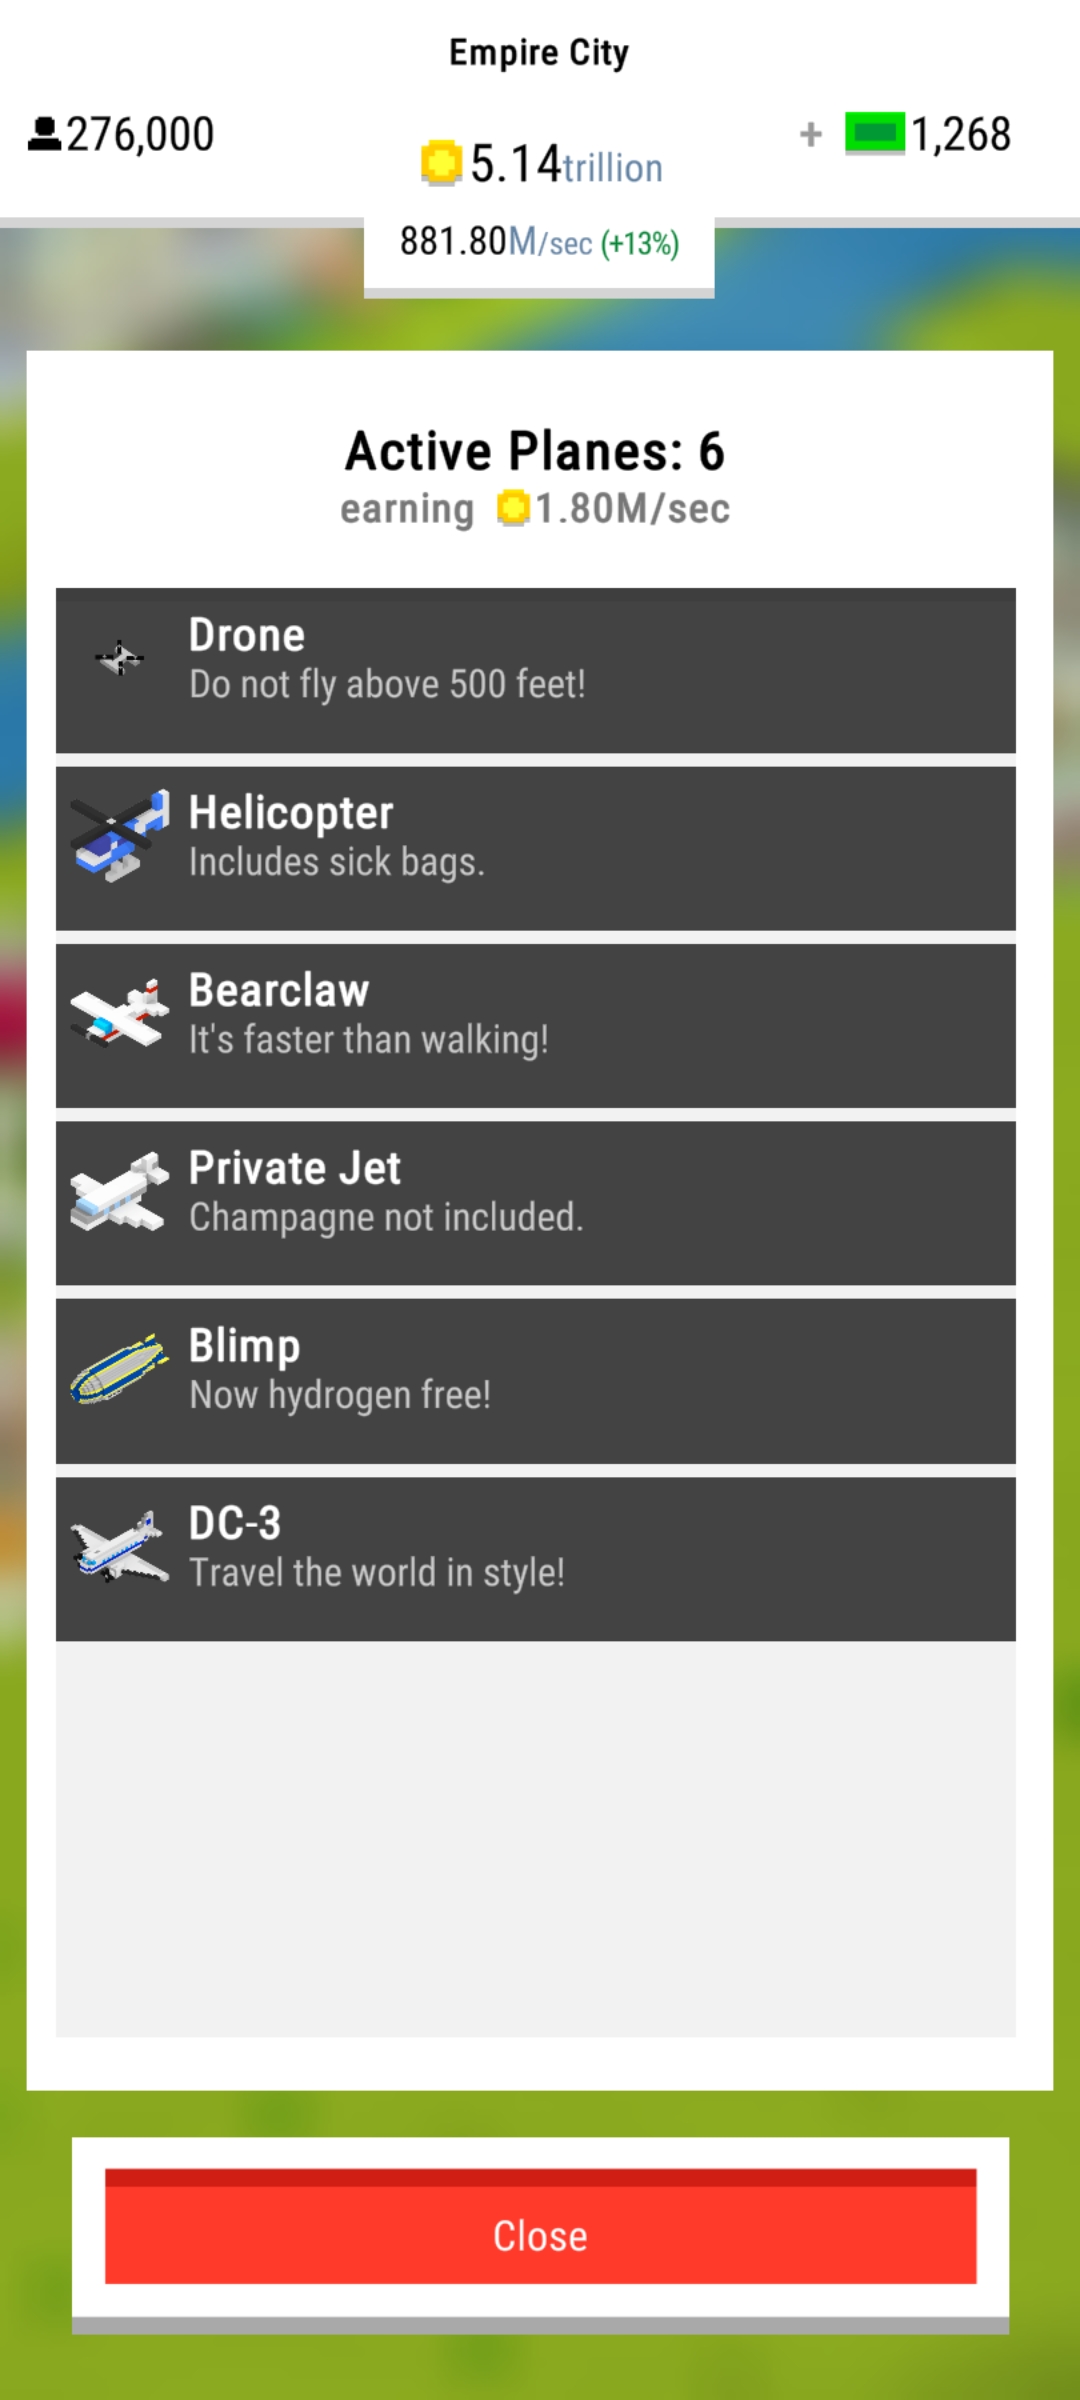 Empire City
276,000
5.14trillion
+ 1,268
881.80M/sec (+13%)
Active Planes: 6
earning 1.80M/sec
Drone
Do not fly above 500 feet!
Helicopter
Includes sick bags.
Bearclaw
It's faster than walking!
Private Jet
Champagne not included.
Blimp
Now hydrogen free!
DC-3
Travel the world in style!
Close